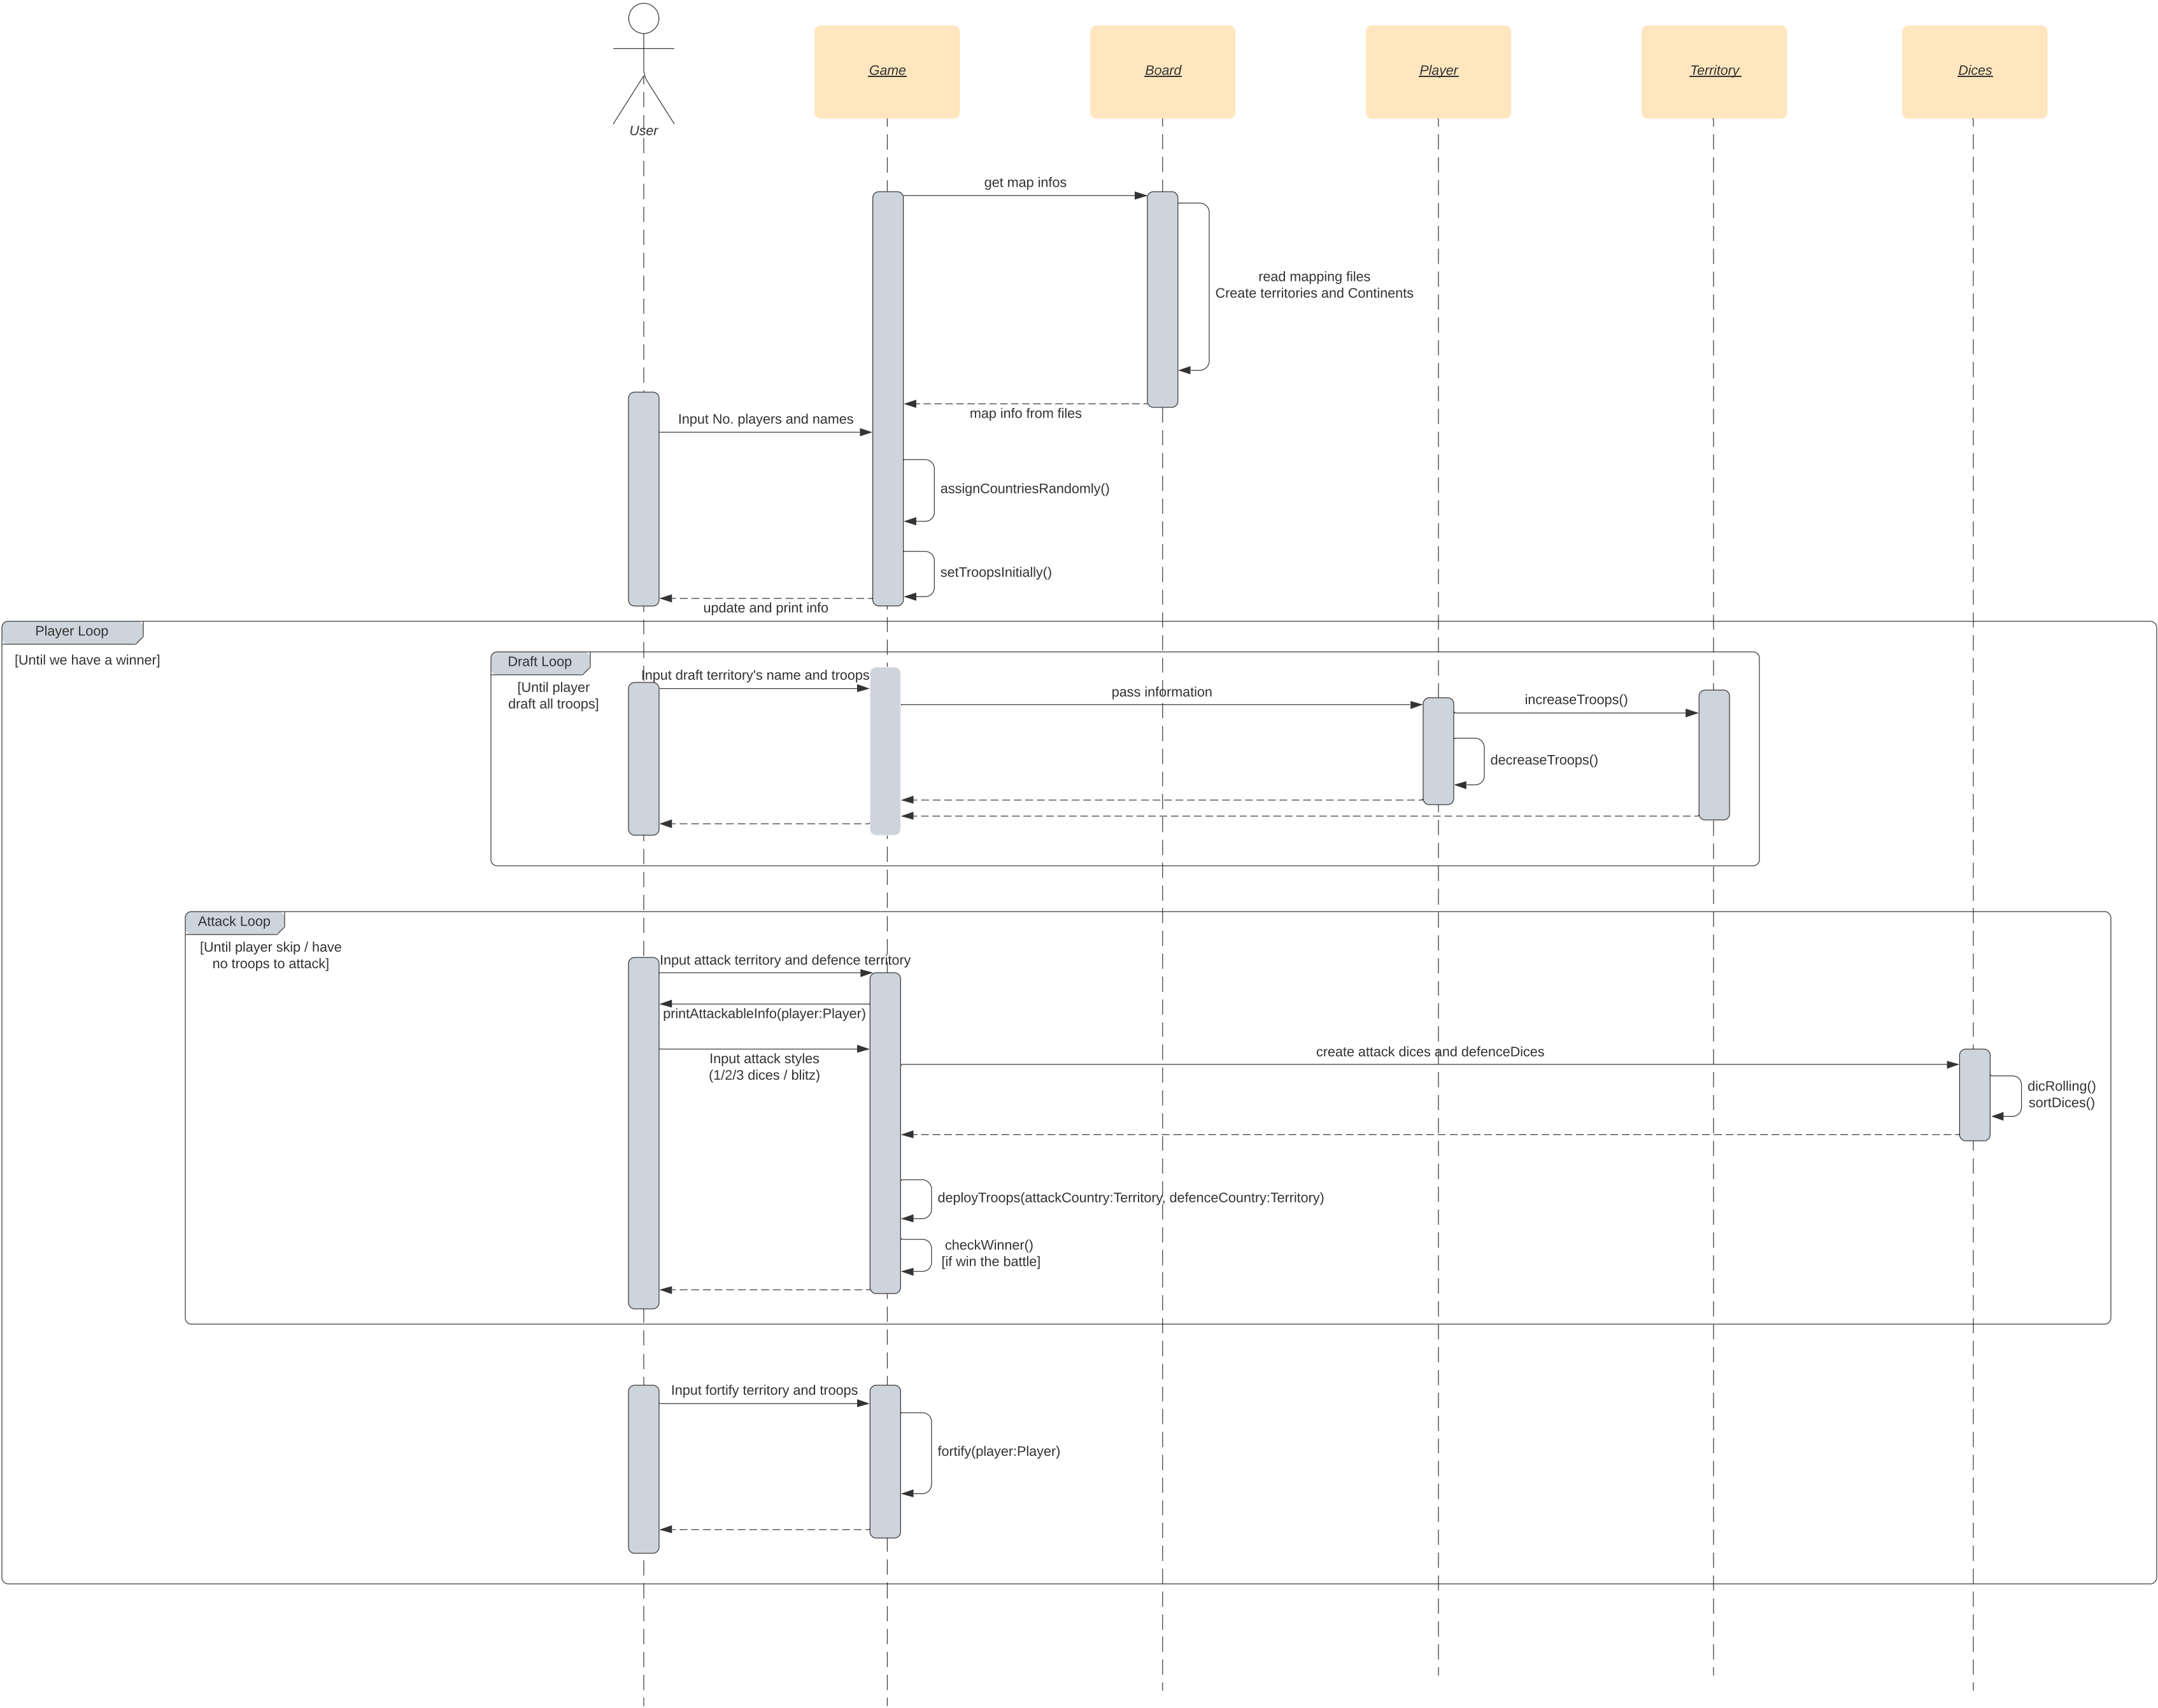 User
Game
Board
Player
Territory
Dices
get map infos
read mapping files
Create territories and Continents
map info from files
Input No. players and names
assignCountriesRandomly()
setTroopsInitially()
update and print info
Player Loop
[Until we have a winner]
Draft Loop
[Until player
draft all troops]
Input draft territory's name and troops
pass information
increaseTroops()
decreaseTroops()
Attack Loop
[Until player skip / have
no troops to attack]
Input attack territory and defence territory
printAttackableInfo(player:Player)
Input attack styles
(1/2/3 dices / blitz)
create attack dices and defenceDices
dicRolling()
sortDices()
deployTroops(attackCountry:Territory, defenceCountry:Territory)
checkWinner()
[if win the battle]
Input fortify territory and troops
fortify(player:Player)